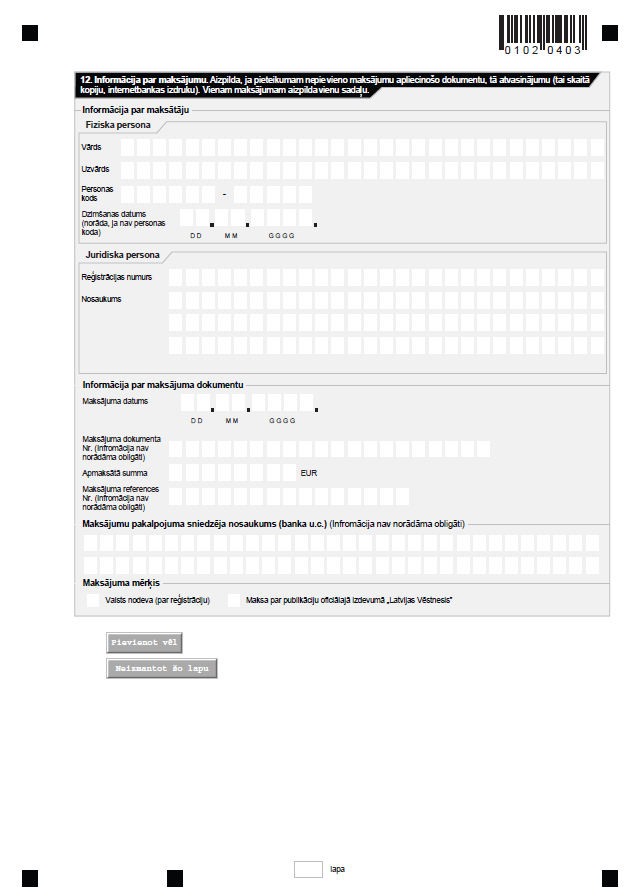 0102 0403
12. Informācija par maksājumu. Aizpilda, ja pieteikumam nepievieno maksājumu apliecinošo dokumentu, tā atvasinājumu (tai skaitā
kopiju, internetbankas izdruku). Vienam maksājumam aizpilda vienu sadaļu.
Informācija par maksātāju
Fiziska persona
Vārds
Uzvārds
Personas
kods
-
Dzimšanas datums
(norāda, ja nav personas
koda)
. . .
DD MM GGGG
Juridiska persona
Reģistrācijas numurs
Nosaukums
Informācija par maksājuma dokumentu
Maksājuma datums
. . .
DD MM GGGG
Maksājuma dokumenta
Nr. (Infromācija nav
norādāma obligāti)
Apmaksātā summa EUR
Maksājuma references
Nr. (Infromācija nav
norādāma obligāti)
Maksājumu pakalpojuma sniedzēja nosaukums (banka u.c.) (Infromācija nav norādāma obligāti)
Maksājuma mērķis
Valsts nodeva (par reģistrāciju) Maksa par publikāciju oficiālajā izdevumā „Latvijas Vēstnesis"
Pievienot vēl
Neizmantot šo lapu
lapa